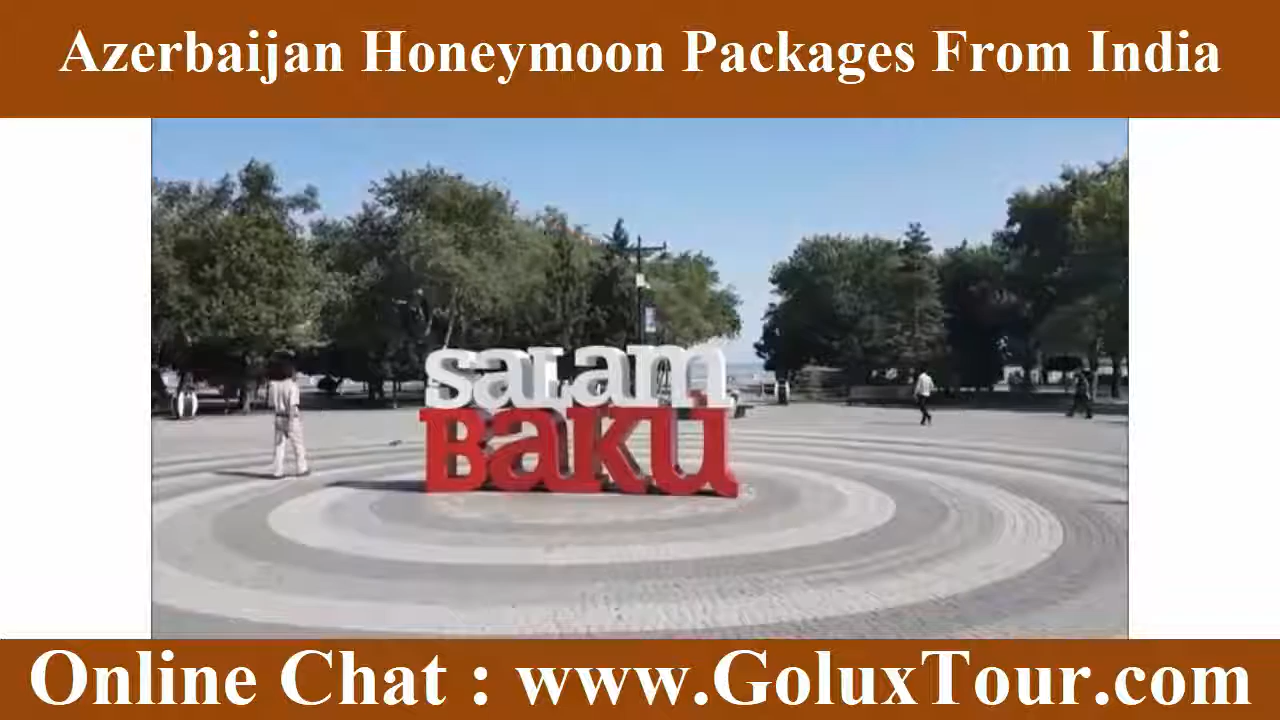 Azerbaijan Honeymoon Packages From India
saLam
BaKU
Online Chat : www.GoluxTour.com